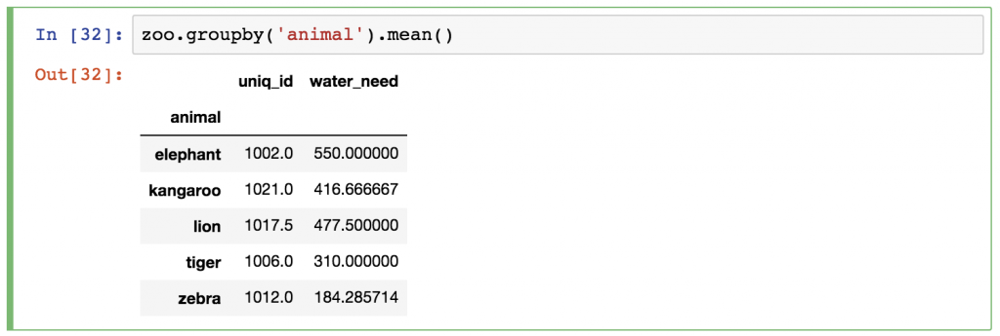 In [32]: zoo.groupby('animal').mean()
Out[32]:
uniq_id water_need
animal
elephant 1002.0 550.000000
kangaroo 1021.0 416.666667
lion 1017.5 477.500000
tiger 1006.0 310.000000
zebra 1012.0 184.285714